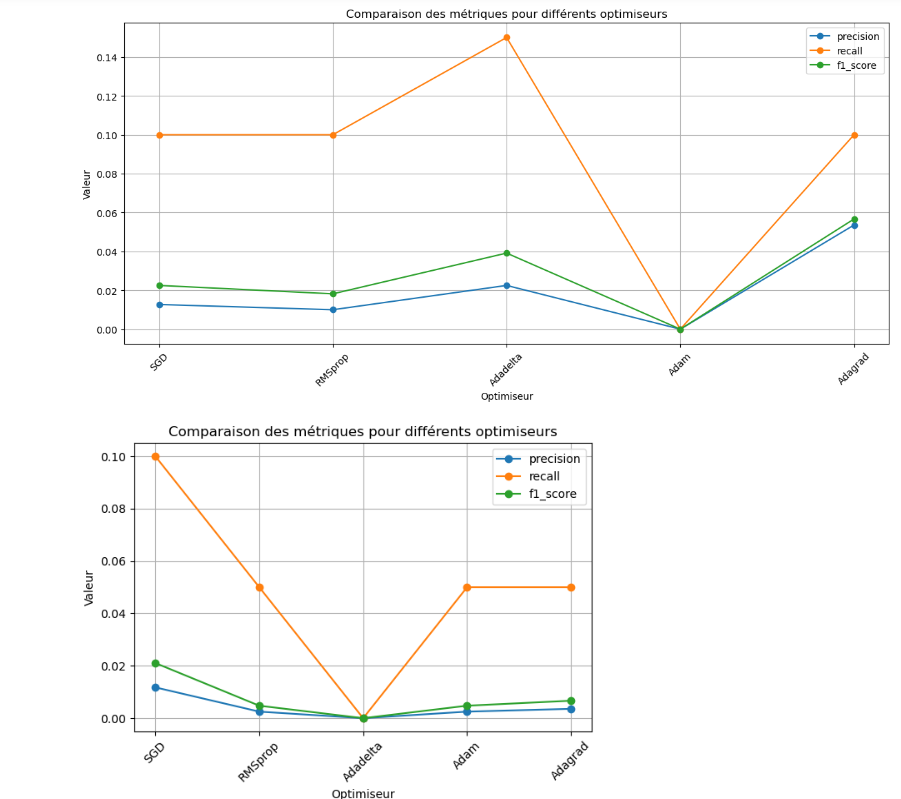 Comparaison des métriques pour différents optimiseurs
precision
recall
f1_score
0.14
0.12
0.10
0.08
0.06
0.04
0.02
0.00
Valeur
SGD
RMSprop
Adadelta
Adam
Adagrad
Optimiseur
Comparaison des métriques pour différents optimiseurs
precision
recall
f1_score
0.10
0.08
0.06
0.04
0.02
0.00
Valeur
SGD
RMSprop
Adadelta
Adam
Adagrad
Optimiseur